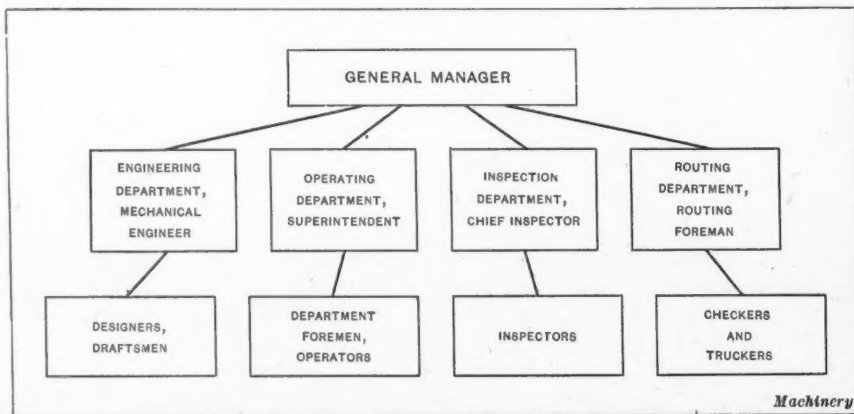 GENERAL MANAGER
ENGINEERING
DEPARTMENT,
MECHANICAL
ENGINEER
OPERATING
DEPARTMENT,
SUPERINTENDENT
INSPECTION
DEPARTMENT,
CHIEF INSPECTOR
ROUTING
DEPARTMENT,
ROUTING
FOREMAN
DESIGNERS,
DRAFTSMEN
DEPARTMENT
FOREMEN,
OPERATORS
INSPECTORS
CHECKERS
AND
TRUCKERS
Machinery